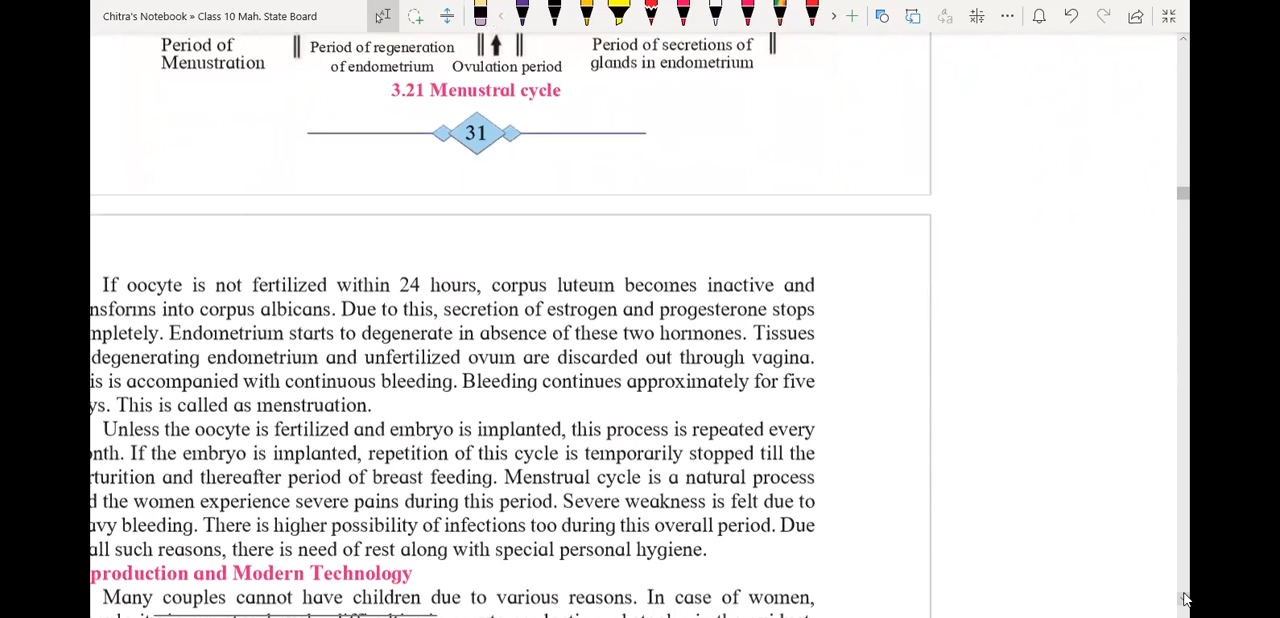 Chitra's Notebook » Class 10 Mah. State Board
Period of
Menustration
Period of regeneration
of endometrium
Ovulation period
Period of secretions of
glands in endometrium
3.21 Menustral cycle
31
If oocyte is not fertilized within 24 hours, corpus luteum becomes inactive and
nsforms into corpus albicans. Due to this, secretion of estrogen and progesterone stops
mpletely. Endometrium starts to degenerate in absence of these two hormones. Tissues
degenerating endometrium and unfertilized ovum are discarded out through vagina.
is is accompanied with continuous bleeding. Bleeding continues approximately for five
ys. This is called as menstruation.
Unless the oocyte is fertilized and embryo is implanted, this process is repeated every
onth. If the embryo is implanted, repetition of this cycle is temporarily stopped till the
rturition and thereafter period of breast feeding. Menstrual cycle is a natural process
d the women experience severe pains during this period. Severe weakness is felt due to
avy bleeding. There is higher possibility of infections too during this overall period. Due
all such reasons, there is need of rest along with special personal hygiene.
production and Modern Technology
Many couples cannot have children due to various reasons. In case of women,